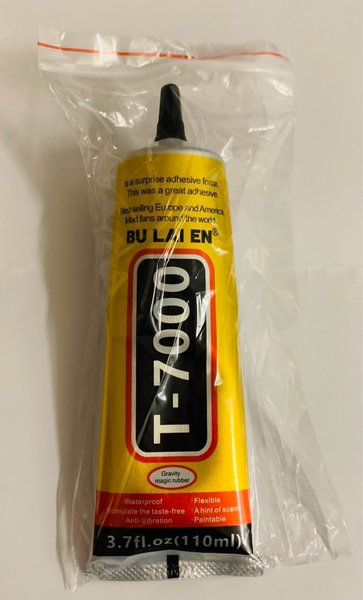 is a surprise adhesive force.
This was a great adhesive.
Best-selling Europe and America
Mad fans around the world
BU LAI EN®
T-7000
Gravity
magic rubber
·Waterproof ·Flexible
Stimulate the taste-free ·A hint of scent
·Anti-Vibration ·Paintable
3.7fl.oz(110ml)